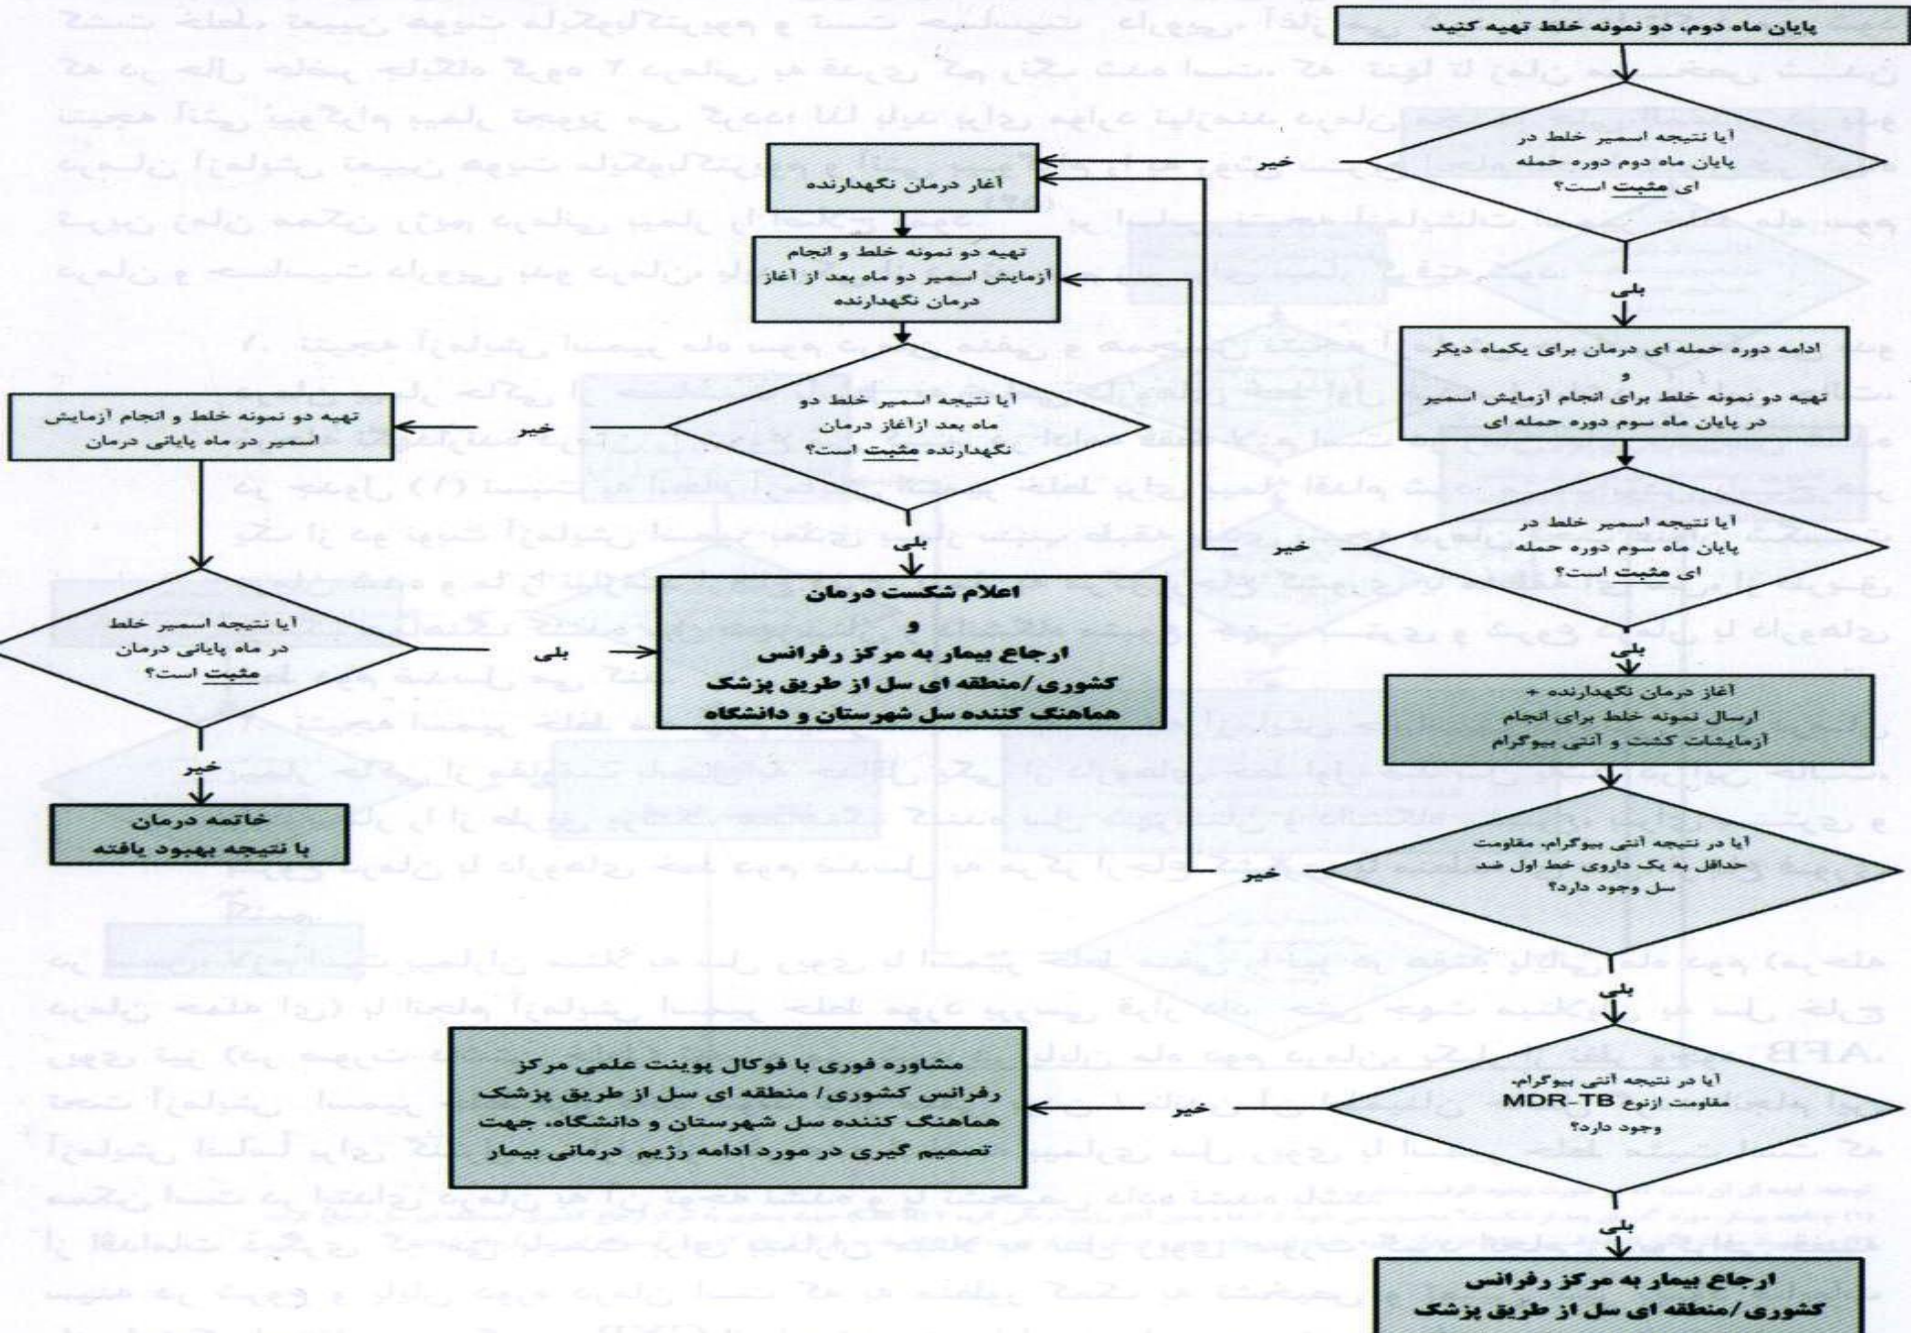 پایان ماه دوم، دو نمونه خلط تهیه کنید
آیا نتیجه اسمیر خلط در
پایان ماه دوم دوره حمله
ای مثبت است؟
خیر
بلی
آغاز درمان نگهدارنده
تهیه دو نمونه خلط و انجام
آزمایش اسمیر دو ماه بعد از آغاز
درمان نگهدارنده
ادامه دوره حمله ای درمان برای یکماه دیگر
و
تهیه دو نمونه خلط برای انجام آزمایش اسمیر
در پایان ماه سوم دوره حمله ای
آیا نتیجه اسمیر خلط دو
ماه بعد ازآغاز درمان
نگهدارنده مثبت است؟
خیر
بلی
تهیه دو نمونه خلط و انجام آزمایش
اسمیر در ماه پایانی درمان
آیا نتیجه اسمیر خلط در
پایان ماه سوم دوره حمله
ای مثبت است؟
خیر
بلی
اعلام شکست درمان
و
ارجاع بیمار به مرکز رفرانس
کشوری/منطقه ای سل از طریق پزشک
هماهنگ کننده سل شهرستان و دانشگاه
آیا نتیجه اسمیر خلط
در ماه پایانی درمان
مثبت است؟
بلی
خیر
خاتمه درمان
با نتیجه بهبود یافته
آغاز درمان نگهدارنده +
ارسال نمونه خلط برای انجام
آزمایشات کشت و آنتی بیوگرام
آیا در نتیجه آنتی بیوگرام، مقاومت
حداقل به یک داروی خط اول ضد
سل وجود دارد؟
خیر
بلی
آیا در نتیجه آنتی بیوگرام،
مقاومت ازنوع MDR-TB
وجود دارد؟
خیر
بلی
مشاوره فوری با فوکال پوینت علمی مرکز
رفرانس کشوری/ منطقه ای سل از طریق پزشک
هماهنگ کننده سل شهرستان و دانشگاه، جهت
تصمیم گیری در مورد ادامه رژیم درمانی بیمار
ارجاع بیمار به مرکز رفرانس
کشوری/منطقه ای سل از طریق پزشک